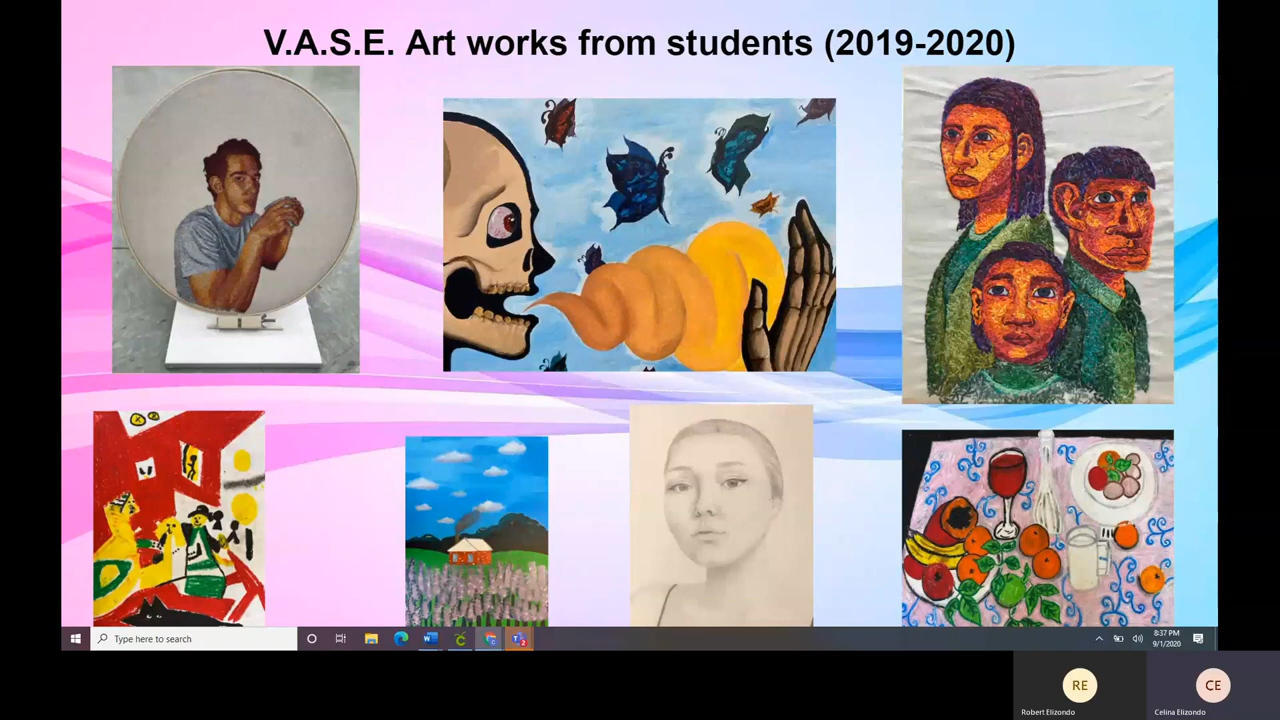 V.A.S.E. Art works from students (2019-2020)
Type here to search
8:37 PM
9/1/2020
RE
CE
Robert Elizondo
Celina Elizondo